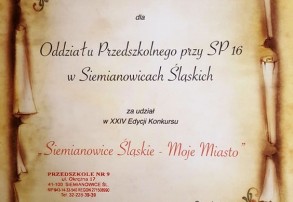 dla
Oddziału Przedszkolnego przy SP 16
w Siemianowicach Śląskich
za udział
w XXIV Edycji Konkursu
„Siemianowice Śląskie - Moje Miasto"
PRZEDSZKOLE NR 9
ul. Okrężna 17
41-100 SIEMIANOWICE ŚL.